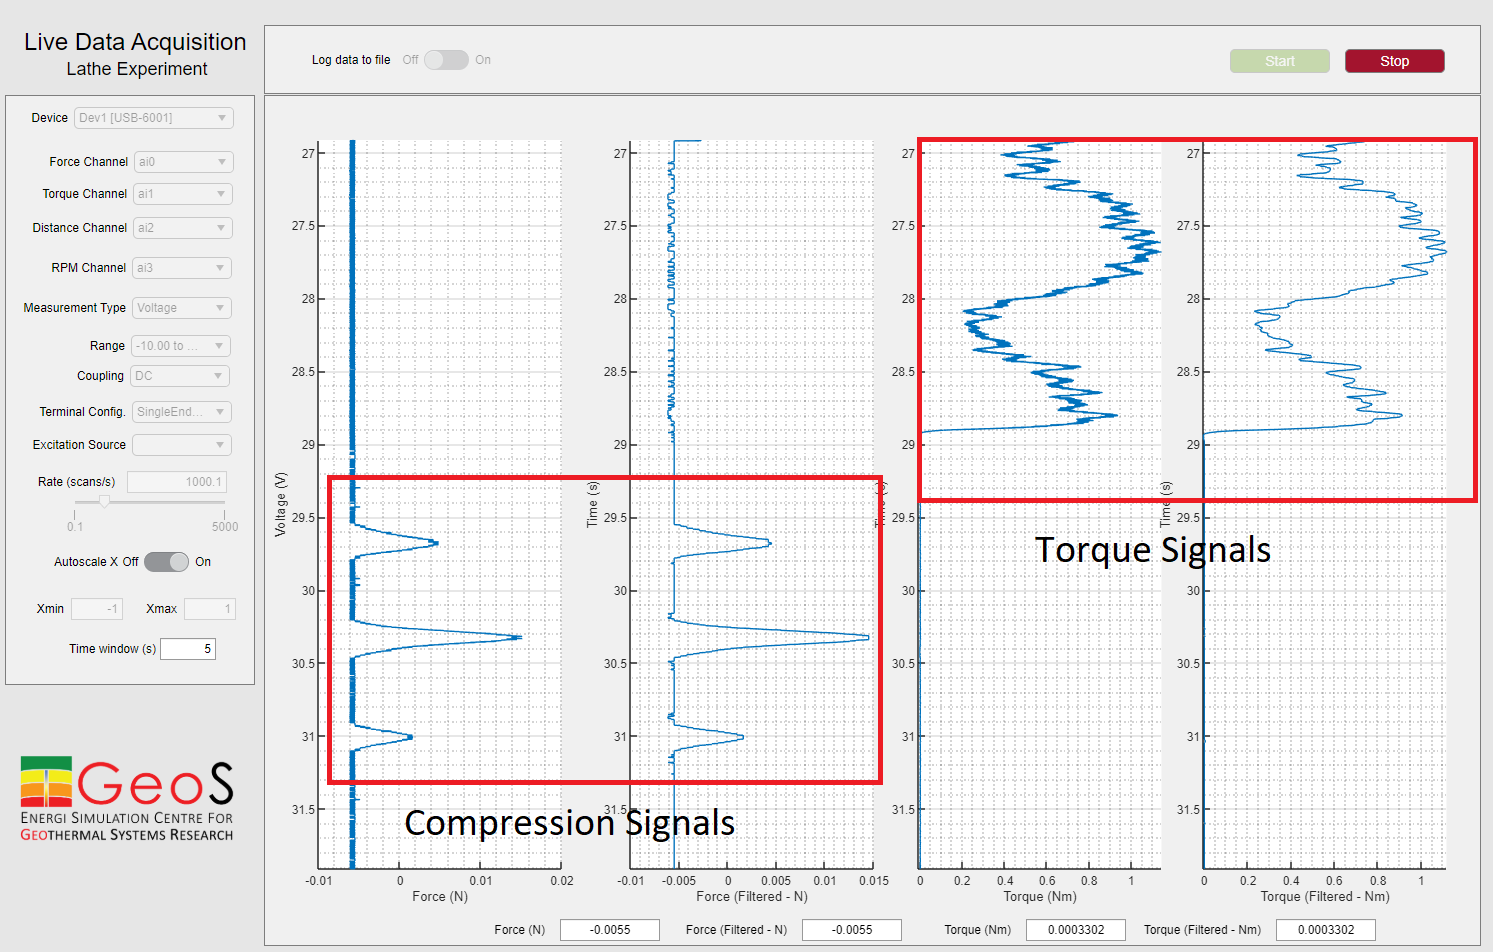 Live Data Acquisition
Lathe Experiment
Log data to file Off On
Start
Stop
Device Dev1 [USB-6001]
Force Channel ai0
Torque Channel ai1
Distance Channel ai2
RPM Channel ai3
Measurement Type Voltage
Range -10.00 to ...
Coupling DC
Terminal Config. SingleEnd...
Excitation Source
Rate (scans/s) 1000.1
0.1 5000
Autoscale X Off On
Xmin -1 Xmax 1
Time window (s) 5
GeoS
ENERGI SIMULATION CENTRE FOR
GEOTHERMAL SYSTEMS RESEARCH
Voltage (V)
27
27.5
28
28.5
29
29.5
30
30.5
31
31.5
-0.01 0 0.01 0.02
Force (N)
Time (s)
27
27.5
28
28.5
29
29.5
30
30.5
31
31.5
-0.01 -0.005 0 0.005 0.01 0.015
Force (Filtered - N)
Compression Signals
Time (s)
27
27.5
28
28.5
29
29.5
30
30.5
31
31.5
0 0.2 0.4 0.6 0.8 1
Torque (Nm)
Time (s)
27
27.5
28
28.5
29
29.5
30
30.5
31
31.5
0 0.2 0.4 0.6 0.8 1
Torque (Filtered - Nm)
Torque Signals
Force (N) -0.0055 Force (Filtered - N) -0.0055 Torque (Nm) 0.0003302 Torque (Filtered - Nm) 0.0003302